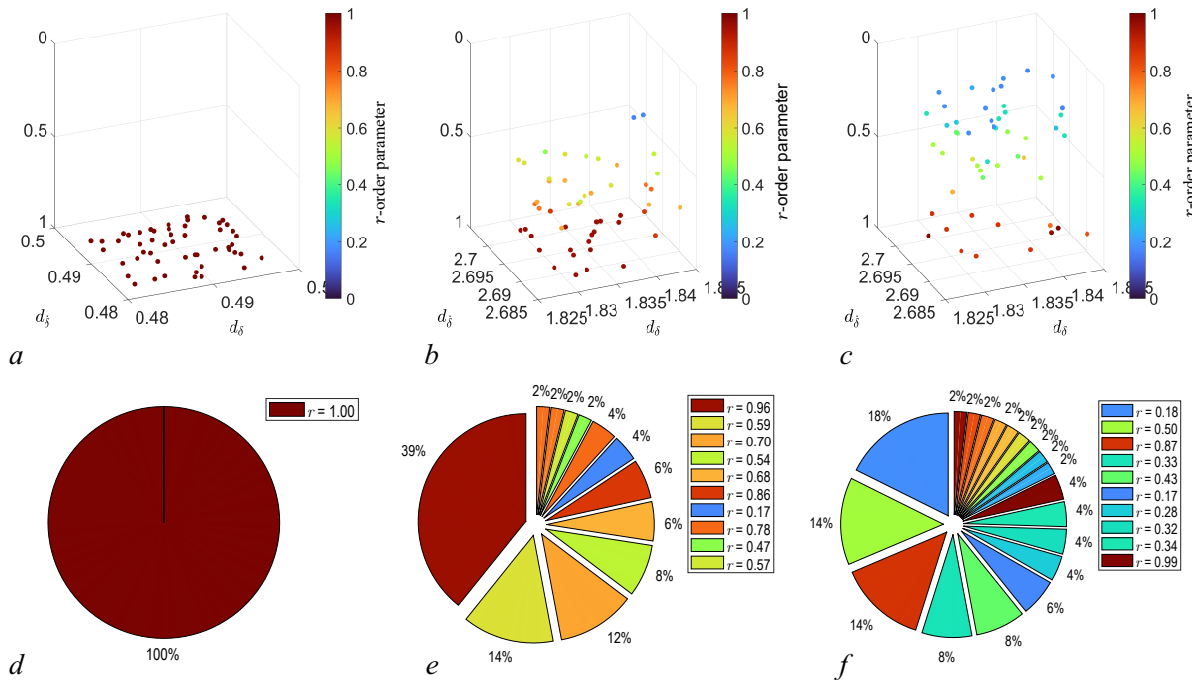 0
0.5
1
0.5
0.49
0.48
0.48
0.49
0.5
d_δ̇
d_δ
1
0.8
0.6
0.4
0.2
0
r-order parameter
a
0
0.5
1
2.7
2.695
2.69
2.685
1.825
1.83
1.835
1.84
1.845
d_δ̇
d_δ
1
0.8
0.6
0.4
0.2
0
r-order parameter
b
0
0.5
1
2.7
2.695
2.69
2.685
1.825
1.83
1.835
1.84
d_δ̇
d_δ
1
0.8
0.6
0.4
0.2
0
r-order parameter
c
r = 1.00
100%
d
2% 2% 2% 2% 4% 4% 6% 6% 8% 12% 14% 39%
r = 0.96
r = 0.59
r = 0.70
r = 0.54
r = 0.68
r = 0.86
r = 0.17
r = 0.78
r = 0.47
r = 0.57
e
2% 2% 2% 2% 2% 2% 2% 2% 4% 4% 4% 4% 6% 8% 8% 14% 14% 18%
r = 0.18
r = 0.50
r = 0.87
r = 0.33
r = 0.43
r = 0.17
r = 0.28
r = 0.32
r = 0.34
r = 0.99
f